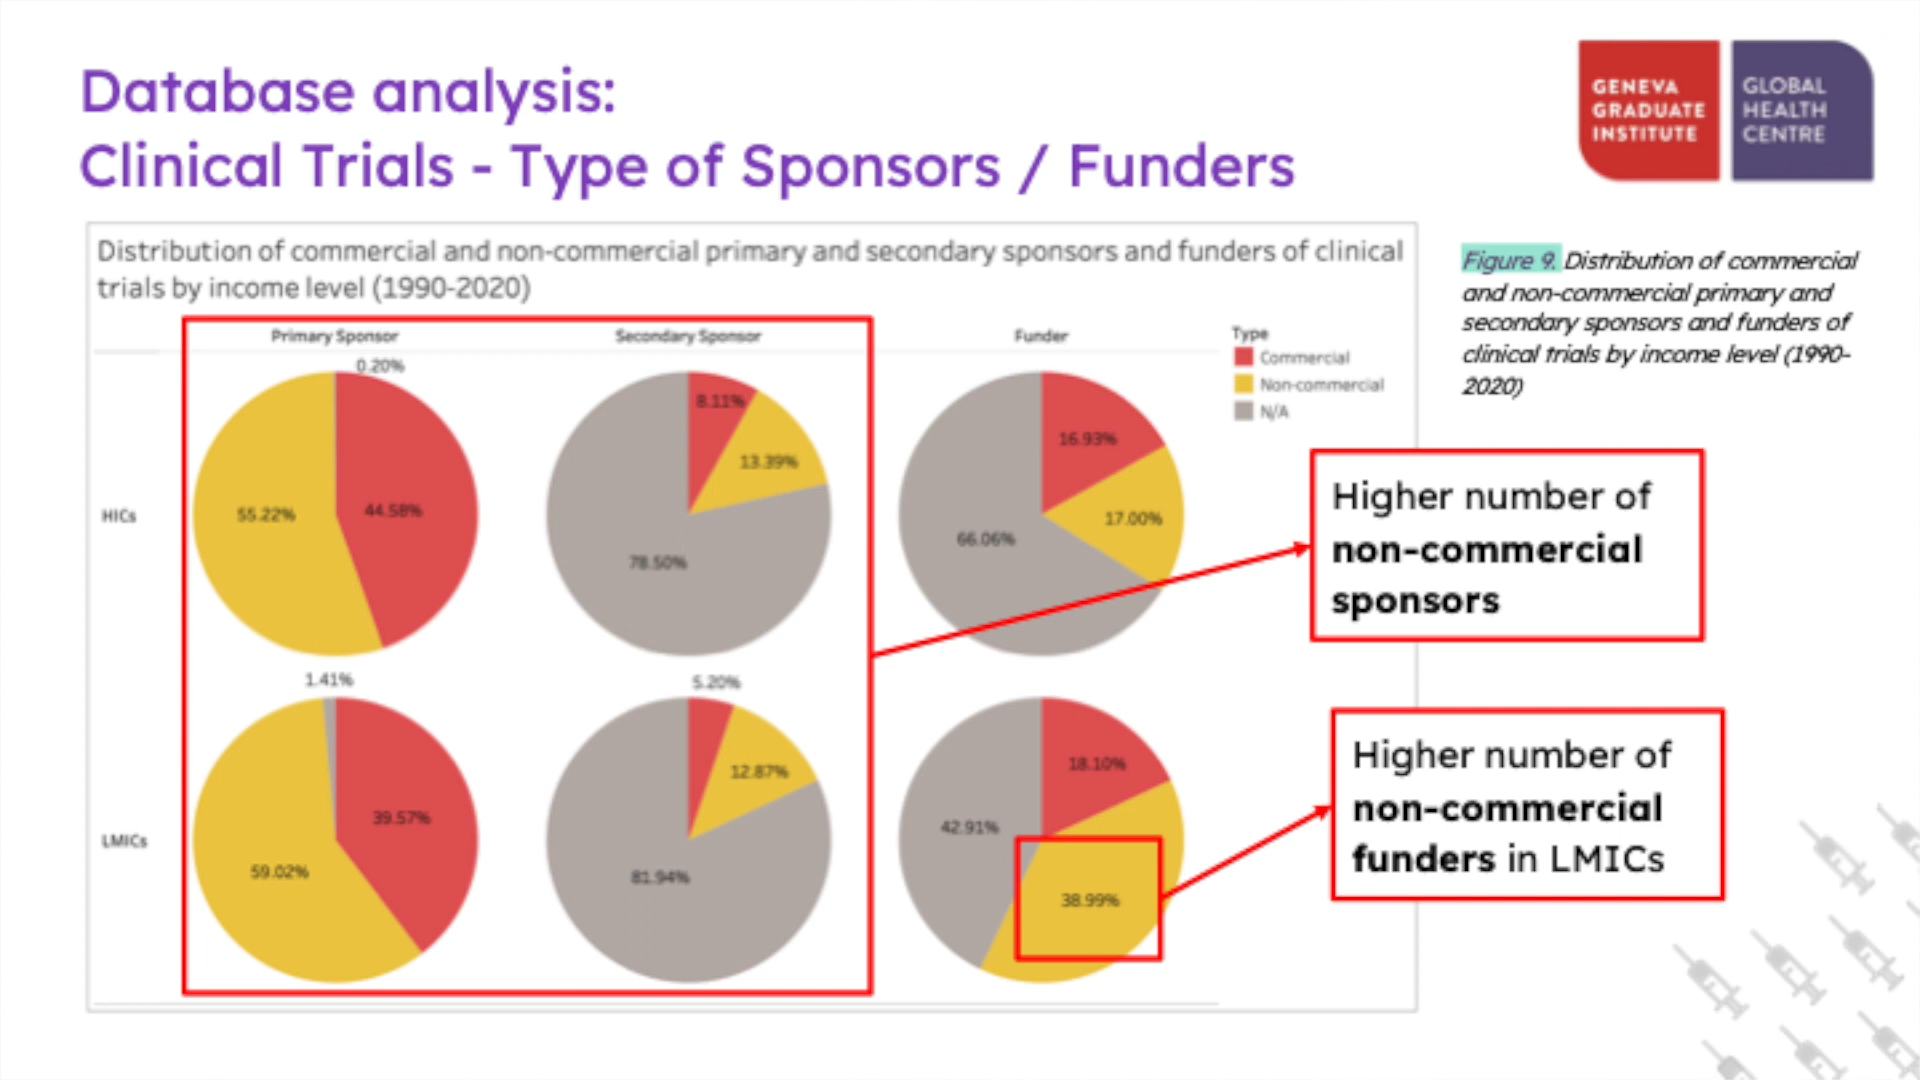 Database analysis:
Clinical Trials - Type of Sponsors / Funders
GENEVA
GRADUATE
INSTITUTE
GLOBAL
HEALTH
CENTRE
Distribution of commercial and non-commercial primary and secondary sponsors and funders of clinical
trials by income level (1990-2020)
Primary Sponsor
Secondary Sponsor
Funder
Type
Commercial
Non-commercial
N/A
HICs
0.20%
55.22%
44.58%
8.11%
13.39%
78.50%
16.93%
17.00%
66.06%
LMICs
1.41%
39.57%
59.02%
5.20%
12.87%
81.94%
18.10%
42.91%
38.99%
Figure 9. Distribution of commercial
and non-commercial primary and
secondary sponsors and funders of
clinical trials by income level (1990-
2020)
Higher number of
non-commercial
sponsors
Higher number of
non-commercial
funders in LMICs